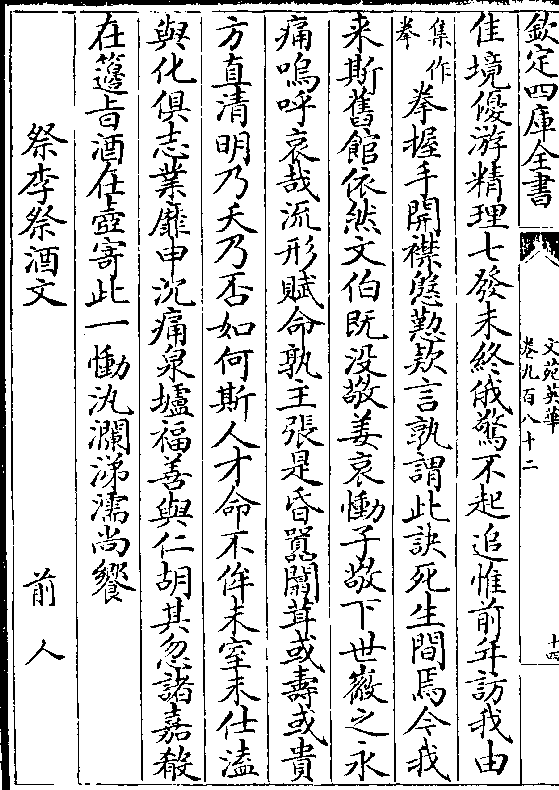 欽定四庫全書
文苑英華
卷九百八十二
十四
佳境優游精理七發未終俄驚不起追惟前年訪我由
集作
拳
拳握手開襟慇懃欵言孰謂此訣死生間焉今我
来斯舊館依然文伯既没敬姜哀慟子敬下世徽之永
痛嗚呼哀哉流形賦命孰主張是昏嚚闒茸或壽或貴
方直清明乃夭乃否如何斯人才命不侔未室未仕溘
與化俱志業靡申沉痛泉壚福善與仁胡其忽諸嘉殽
在籩旨酒在壺寄此一慟汍瀾涕濡尚饗
祭李祭酒文 前人